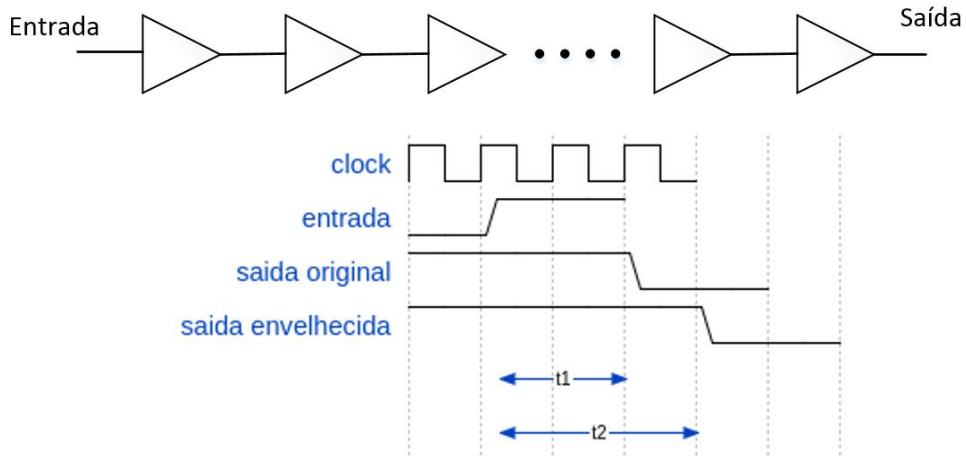 Entrada
Saída
clock
entrada
saida original
saida envelhecida
t1
t2